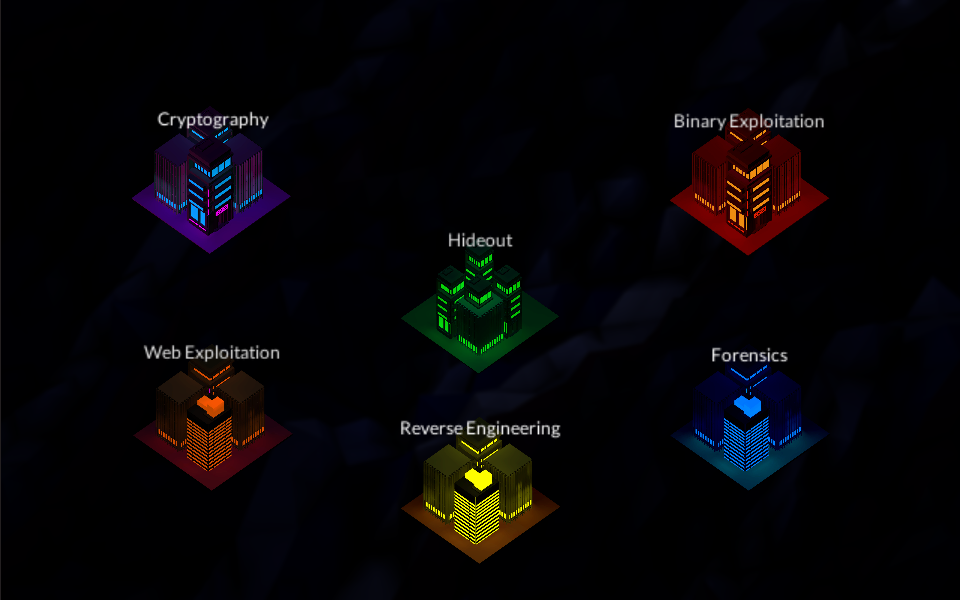 Cryptography
Binary Exploitation
Hideout
Web Exploitation
Forensics
Reverse Engineering